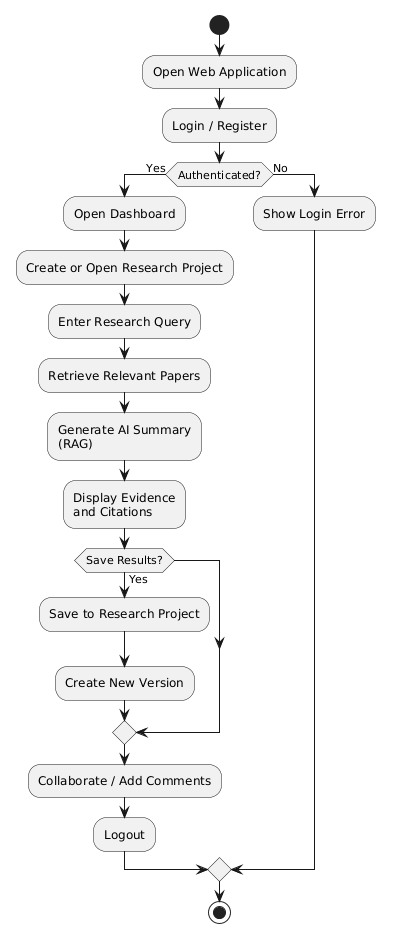 Open Web Application
Login / Register
Yes
Authenticated?
No
Open Dashboard
Show Login Error
Create or Open Research Project
Enter Research Query
Retrieve Relevant Papers
Generate AI Summary
(RAG)
Display Evidence
and Citations
Save Results?
Yes
Save to Research Project
Create New Version
Collaborate / Add Comments
Logout